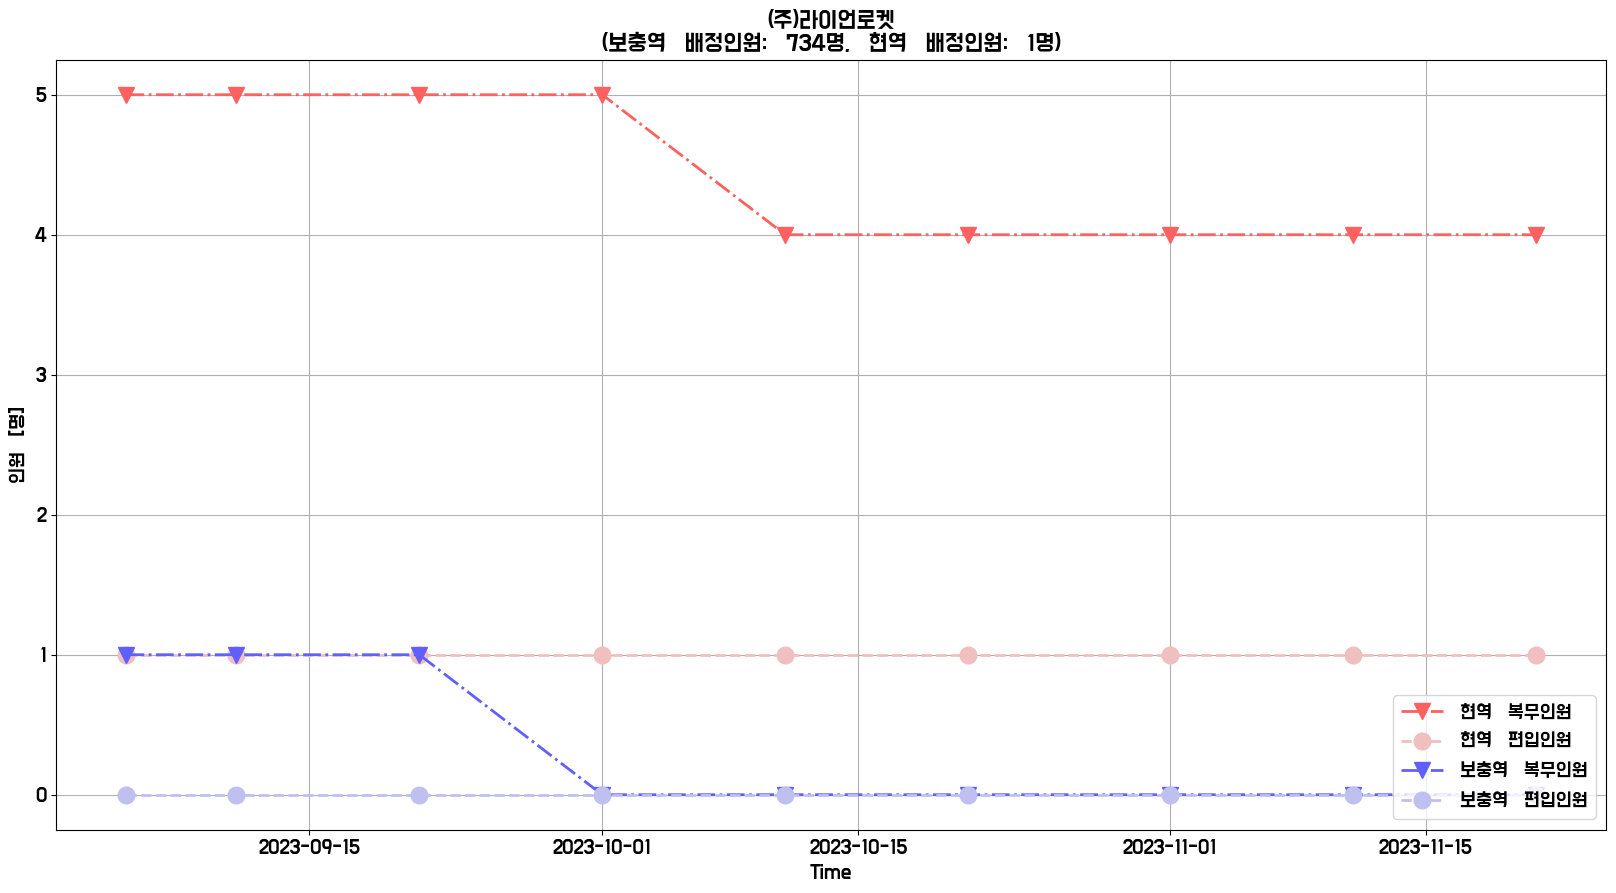 (주)라이언로켓
(보충역 배정인원: 734명, 현역 배정인원: 1명)
5
4
3
2
1
0
인원 [명]
현역 복무인원
현역 편입인원
보충역 복무인원
보충역 편입인원
2023-09-15
2023-10-01
2023-10-15
2023-11-01
2023-11-15
Time